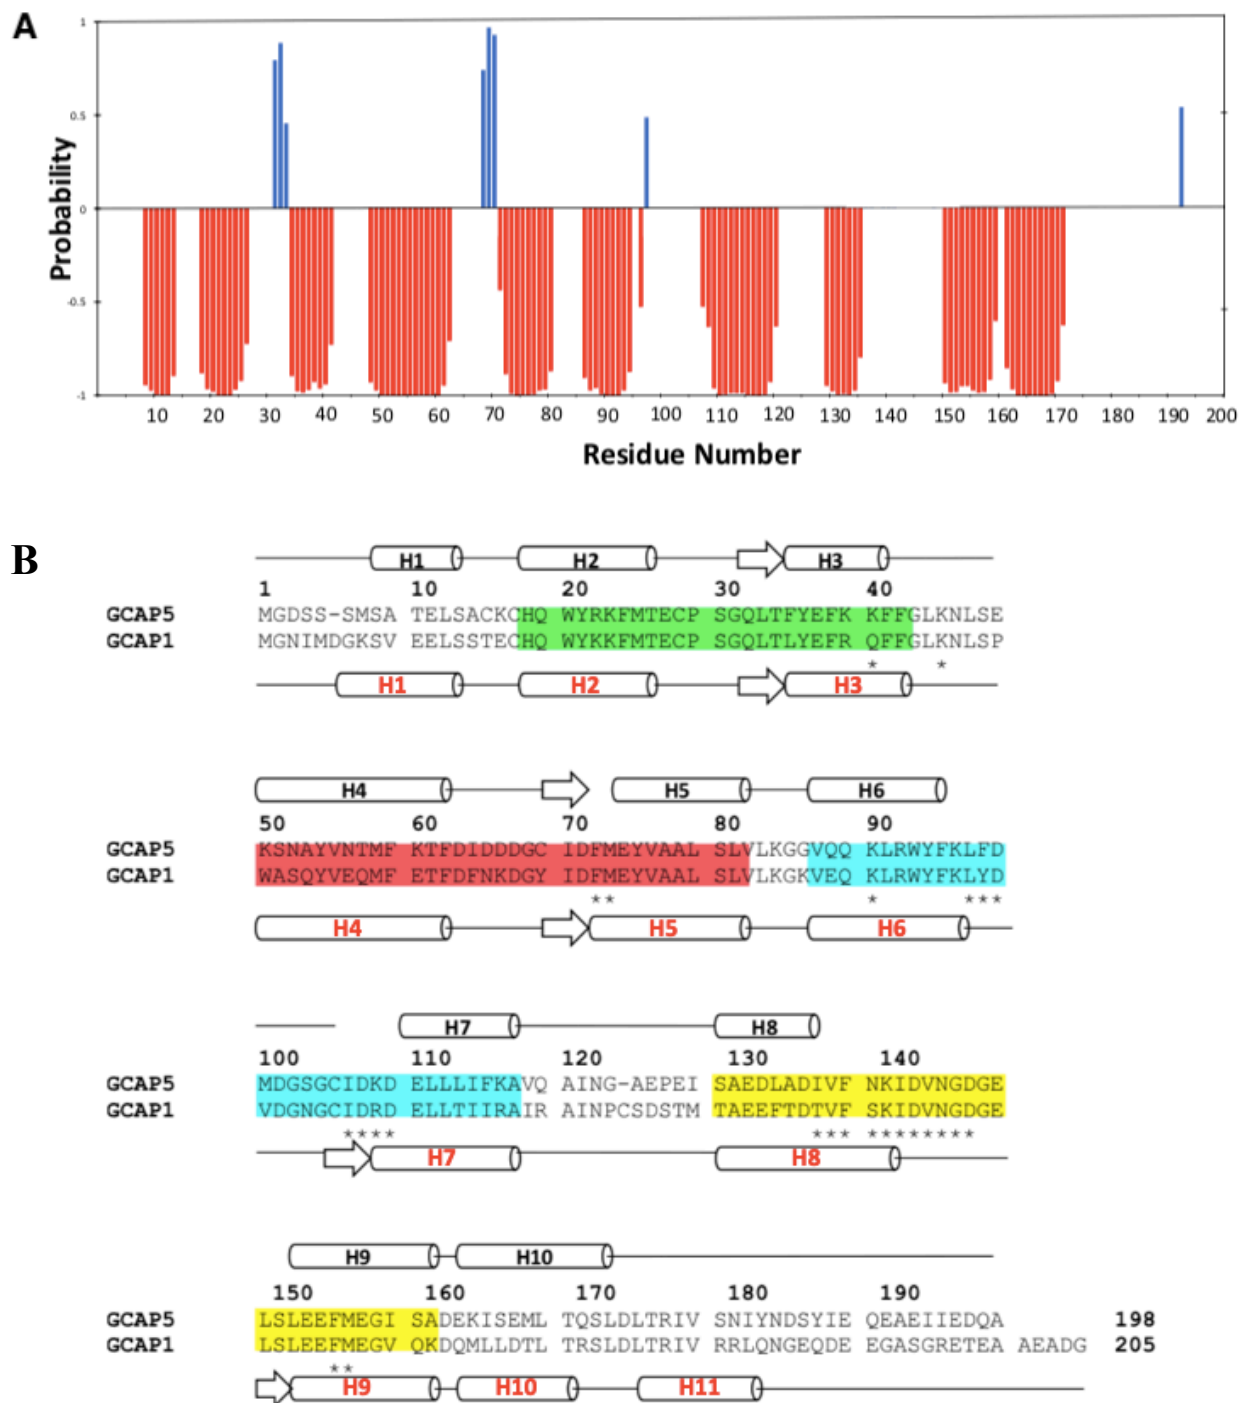 A
1
0.5
0
-0.5
-1
Probability
10 20 30 40 50 60 70 80 90 100 110 120 130 140 150 160 170 180 190 200
Residue Number
B
H1 H2 H3
1 10 20 30 40
GCAP5 MGDSS-SMSA TELSACKCHQ WYRKFMTECP SGQLTFYEFK KFFGLKNLSE
GCAP1 MGNIMDGKSV EELSSTECHQ WYKKFMTECP SGQLTLYEFR QFFGLKNLSP
* *
H1 H2 H3
H4 H5 H6
50 60 70 80 90
GCAP5 KSNAYVNTMF KTFDIDDDGC IDFMEYVAAL SLVLKGGVQQ KLRWYFKLFD
GCAP1 WASQYVEQMF ETFDFNKDGY IDFMEYVAAL SLVLKGKVEQ KLRWYFKLYD
** * ***
H4 H5 H6
H7 H8
100 110 120 130 140
GCAP5 MDGSGCIDKD ELLLIFKAVQ AING-AEPEI SAEDLADIVF NKIDVNGDGE
GCAP1 VDGNGCIDRD ELLTIIRAIR AINPCSDSTM TAEEFTDTVF SKIDVNGDGE
**** *** *******
H7 H8
H9 H10
150 160 170 180 190
GCAP5 LSLEEFMEGI SADEKISEML TQSLDLTRIV SNIYNDSYIE QEAEIIEDQA 198
GCAP1 LSLEEFMEGV QKDQMLLDTL TRSLDLTRIV RRLQNGEQDE EGASGRETEA AEADG 205
**
H9 H10 H11